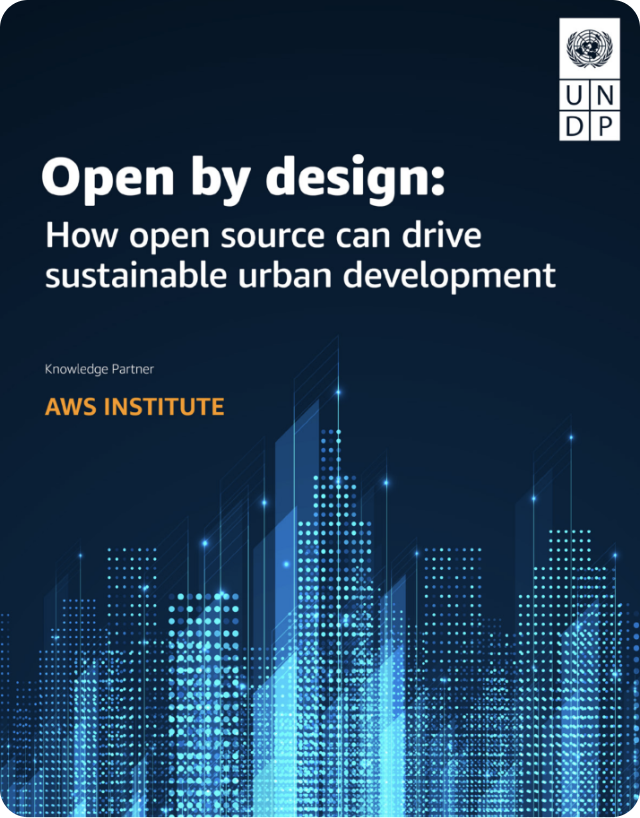 U N
D P
Open by design:
How open source can drive
sustainable urban development
Knowledge Partner
AWS INSTITUTE